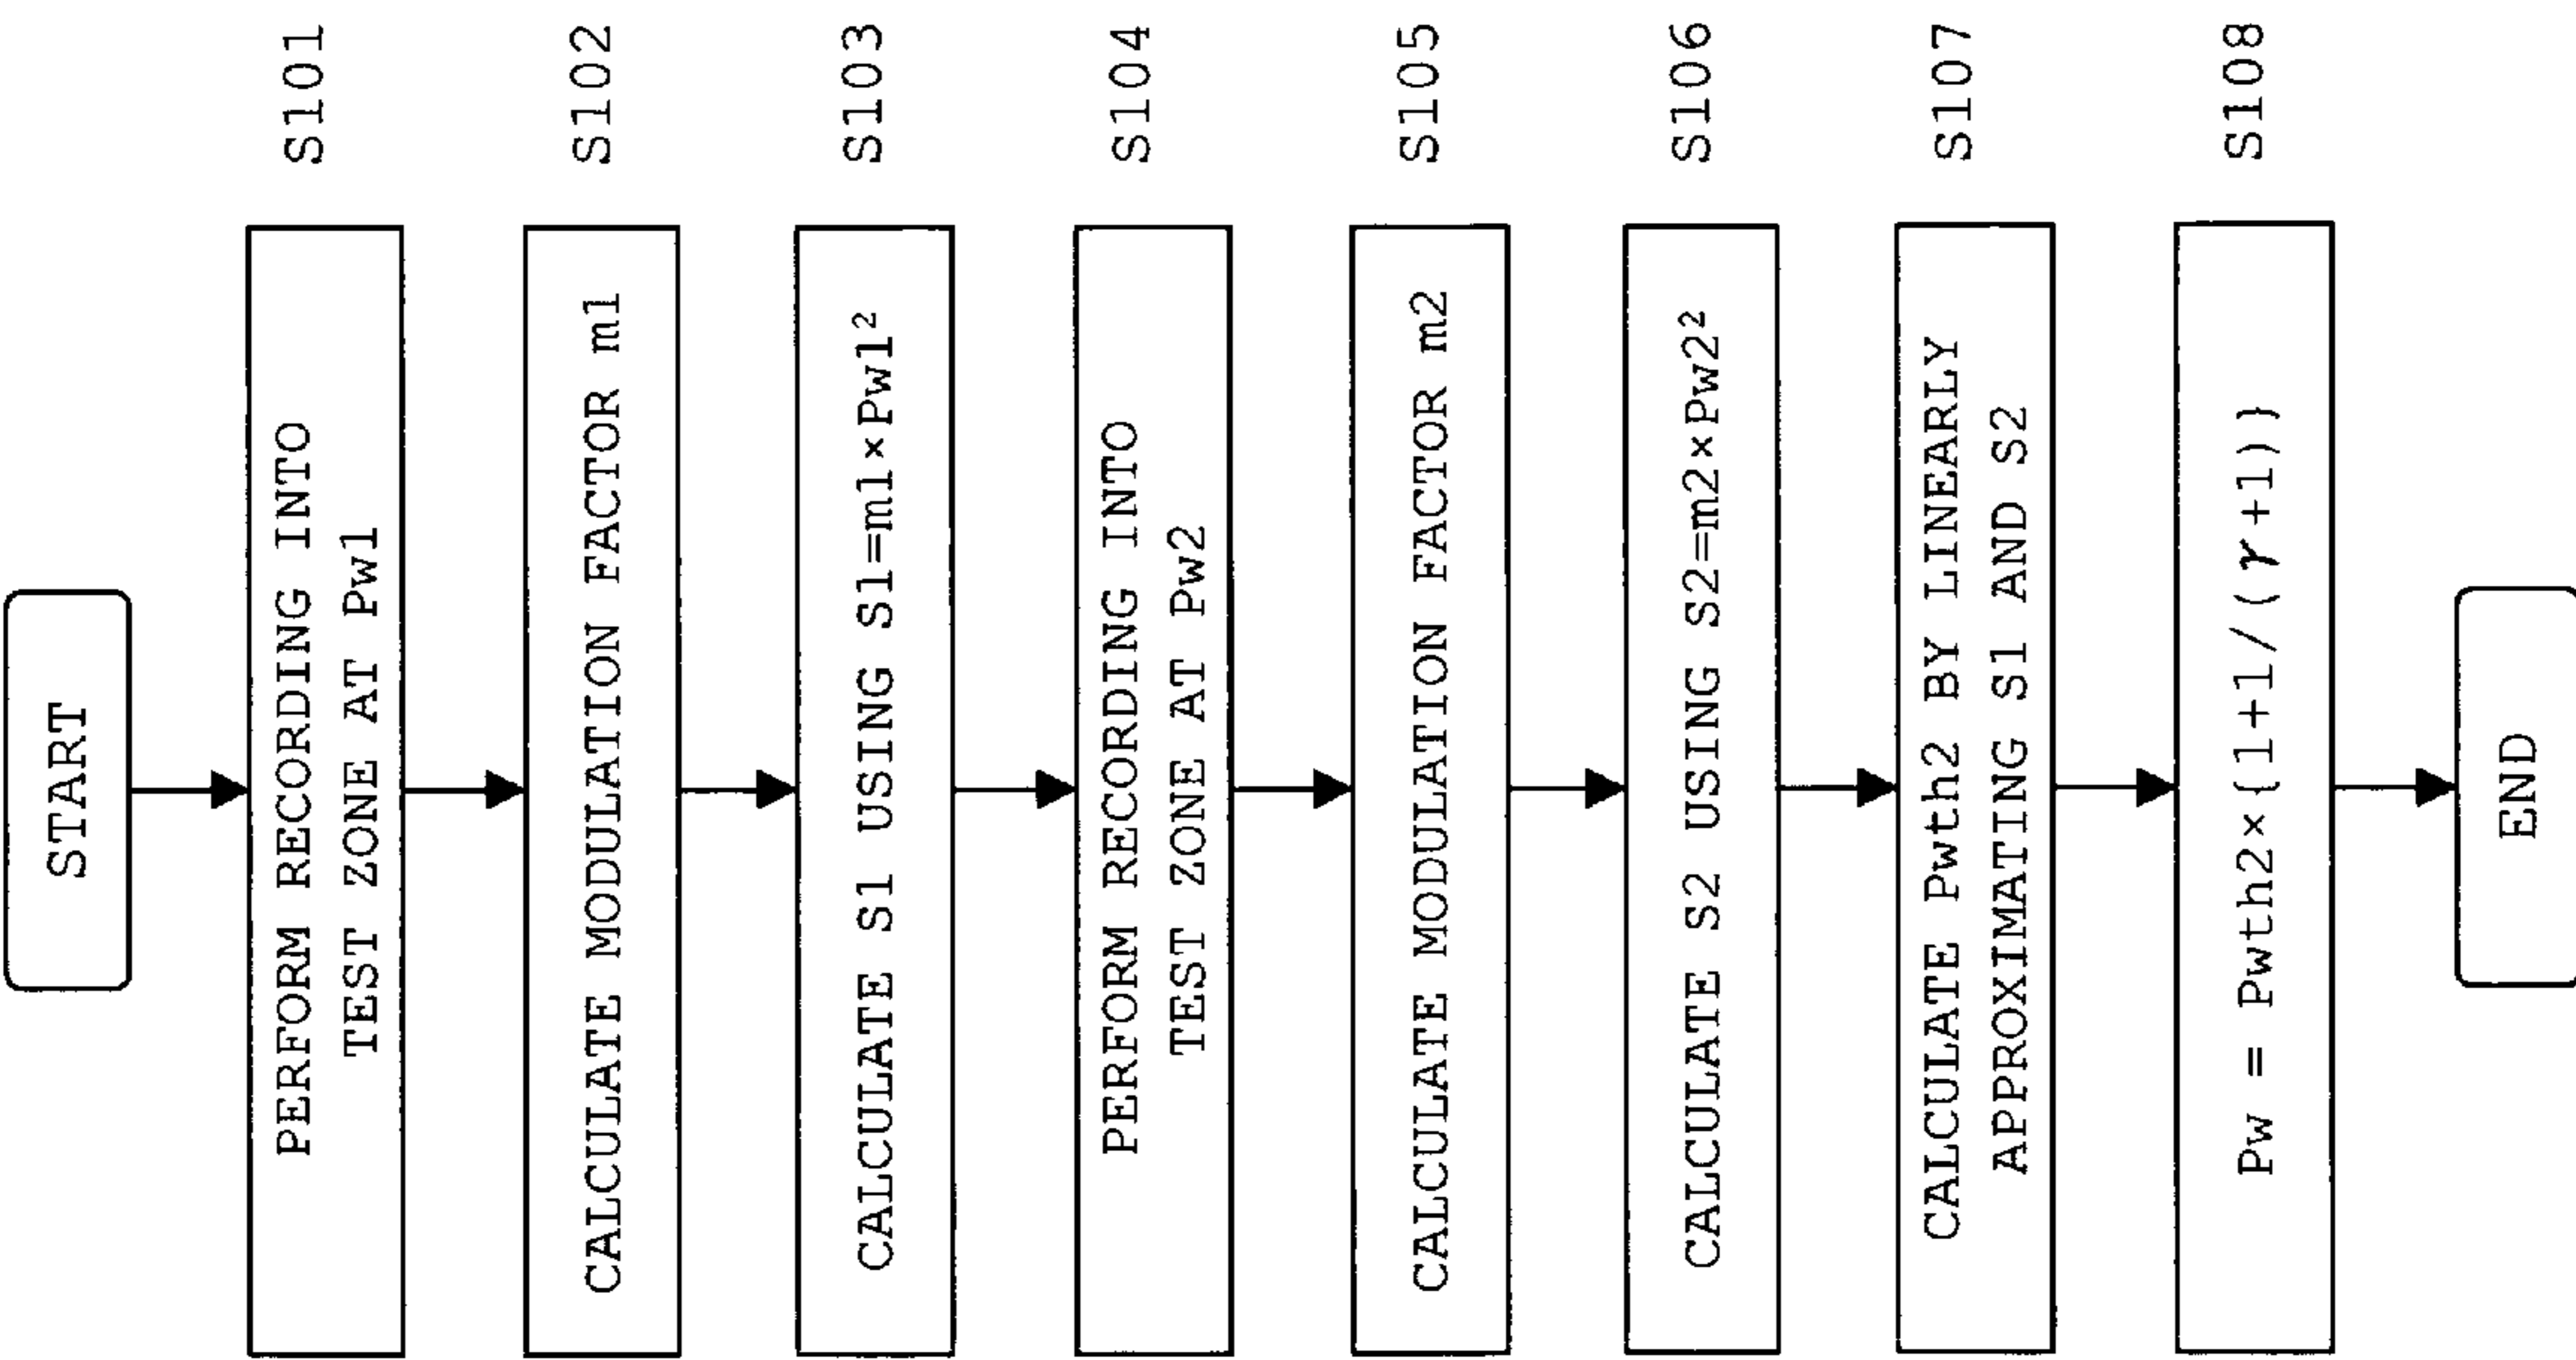 START
PERFORM RECORDING INTO
TEST ZONE AT Pw1
S101
CALCULATE MODULATION FACTOR m1
S102
CALCULATE S1 USING S1=m1×Pw1²
S103
PERFORM RECORDING INTO
TEST ZONE AT Pw2
S104
CALCULATE MODULATION FACTOR m2
S105
CALCULATE S2 USING S2=m2×Pw2²
S106
CALCULATE Pwth2 BY LINEARLY
APPROXIMATING S1 AND S2
S107
Pw = Pwth2×{1+1/(γ+1)}
S108
END